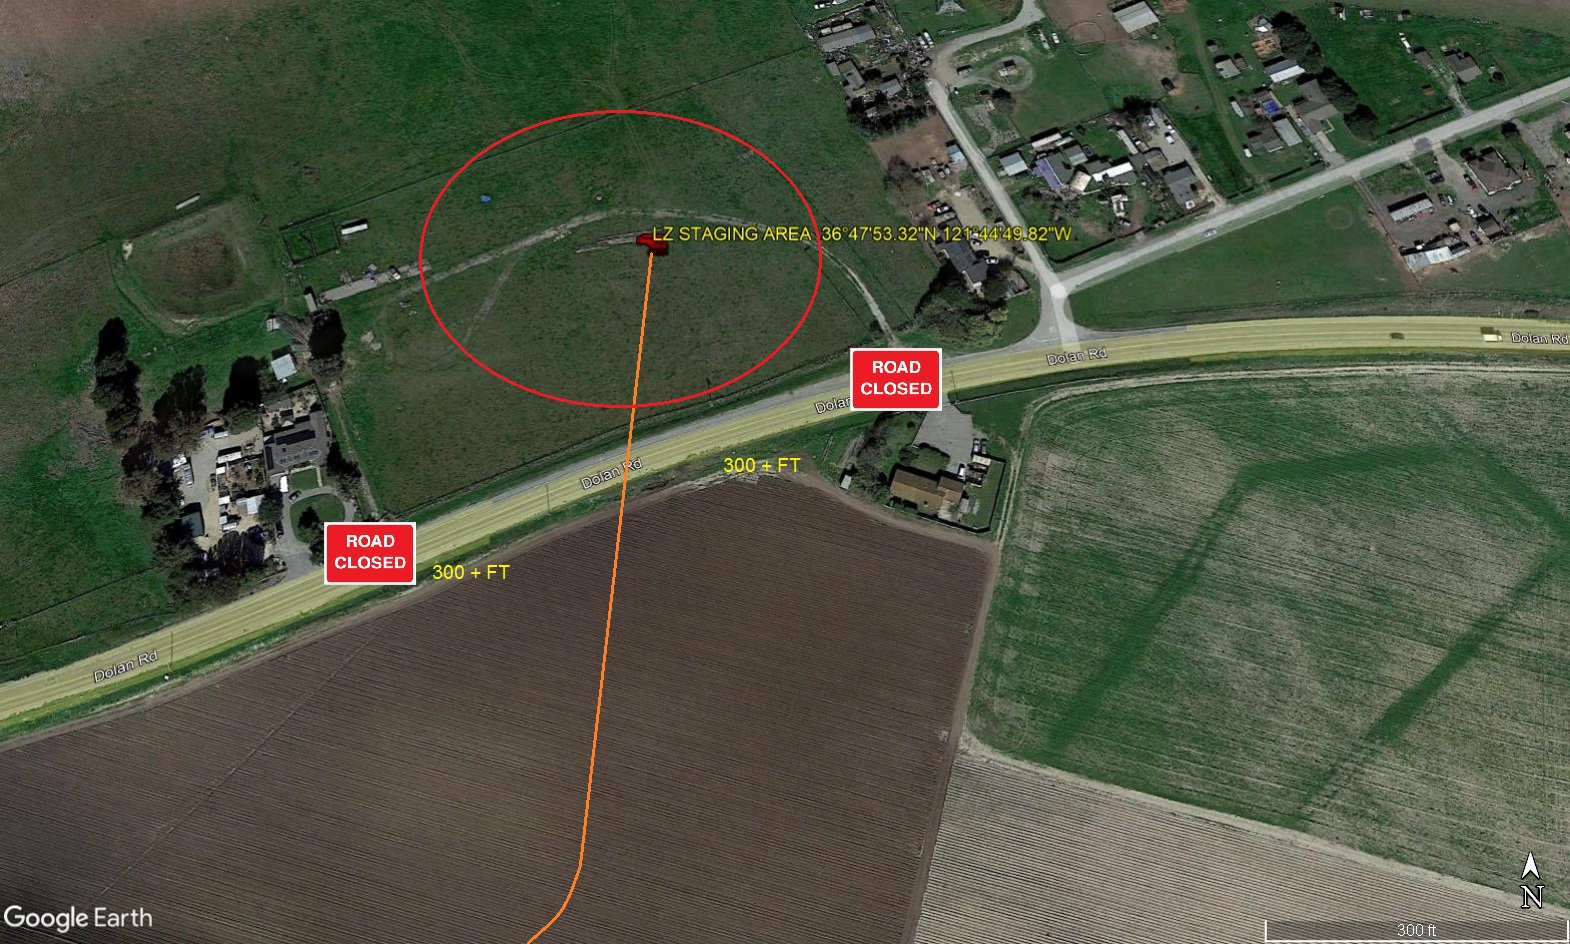 LZ STAGING AREA 36°47'53.32"N 121°44'49.82"W
Dolan Rd
Dolan Rd
ROAD
CLOSED
Dolan
300 + FT
Dolan Rd
ROAD
CLOSED
300 + FT
Dolan Rd
N
Google Earth
300 ft